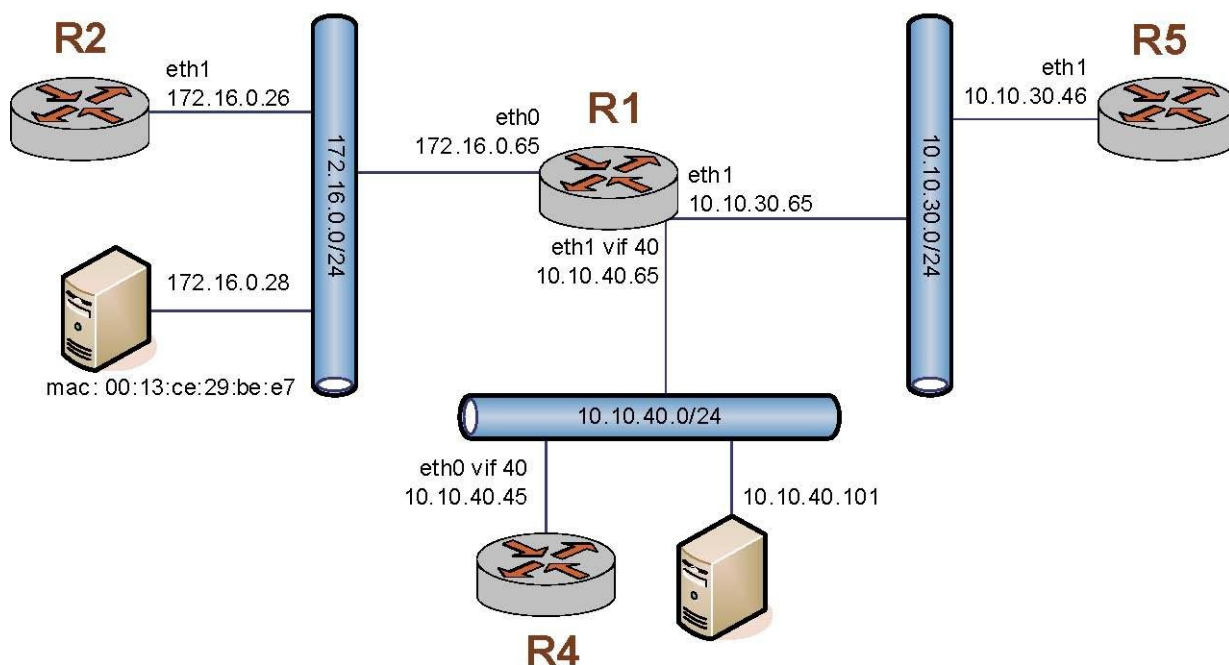 R2
eth1
172.16.0.26
172.16.0.28
mac: 00:13:ce:29:be:e7
172.16.0.0/24
eth0
172.16.0.65
R1
eth1
10.10.30.65
eth1 vif 40
10.10.40.65
10.10.30.0/24
R5
eth1
10.10.30.46
10.10.40.0/24
eth0 vif 40
10.10.40.45
R4
10.10.40.101